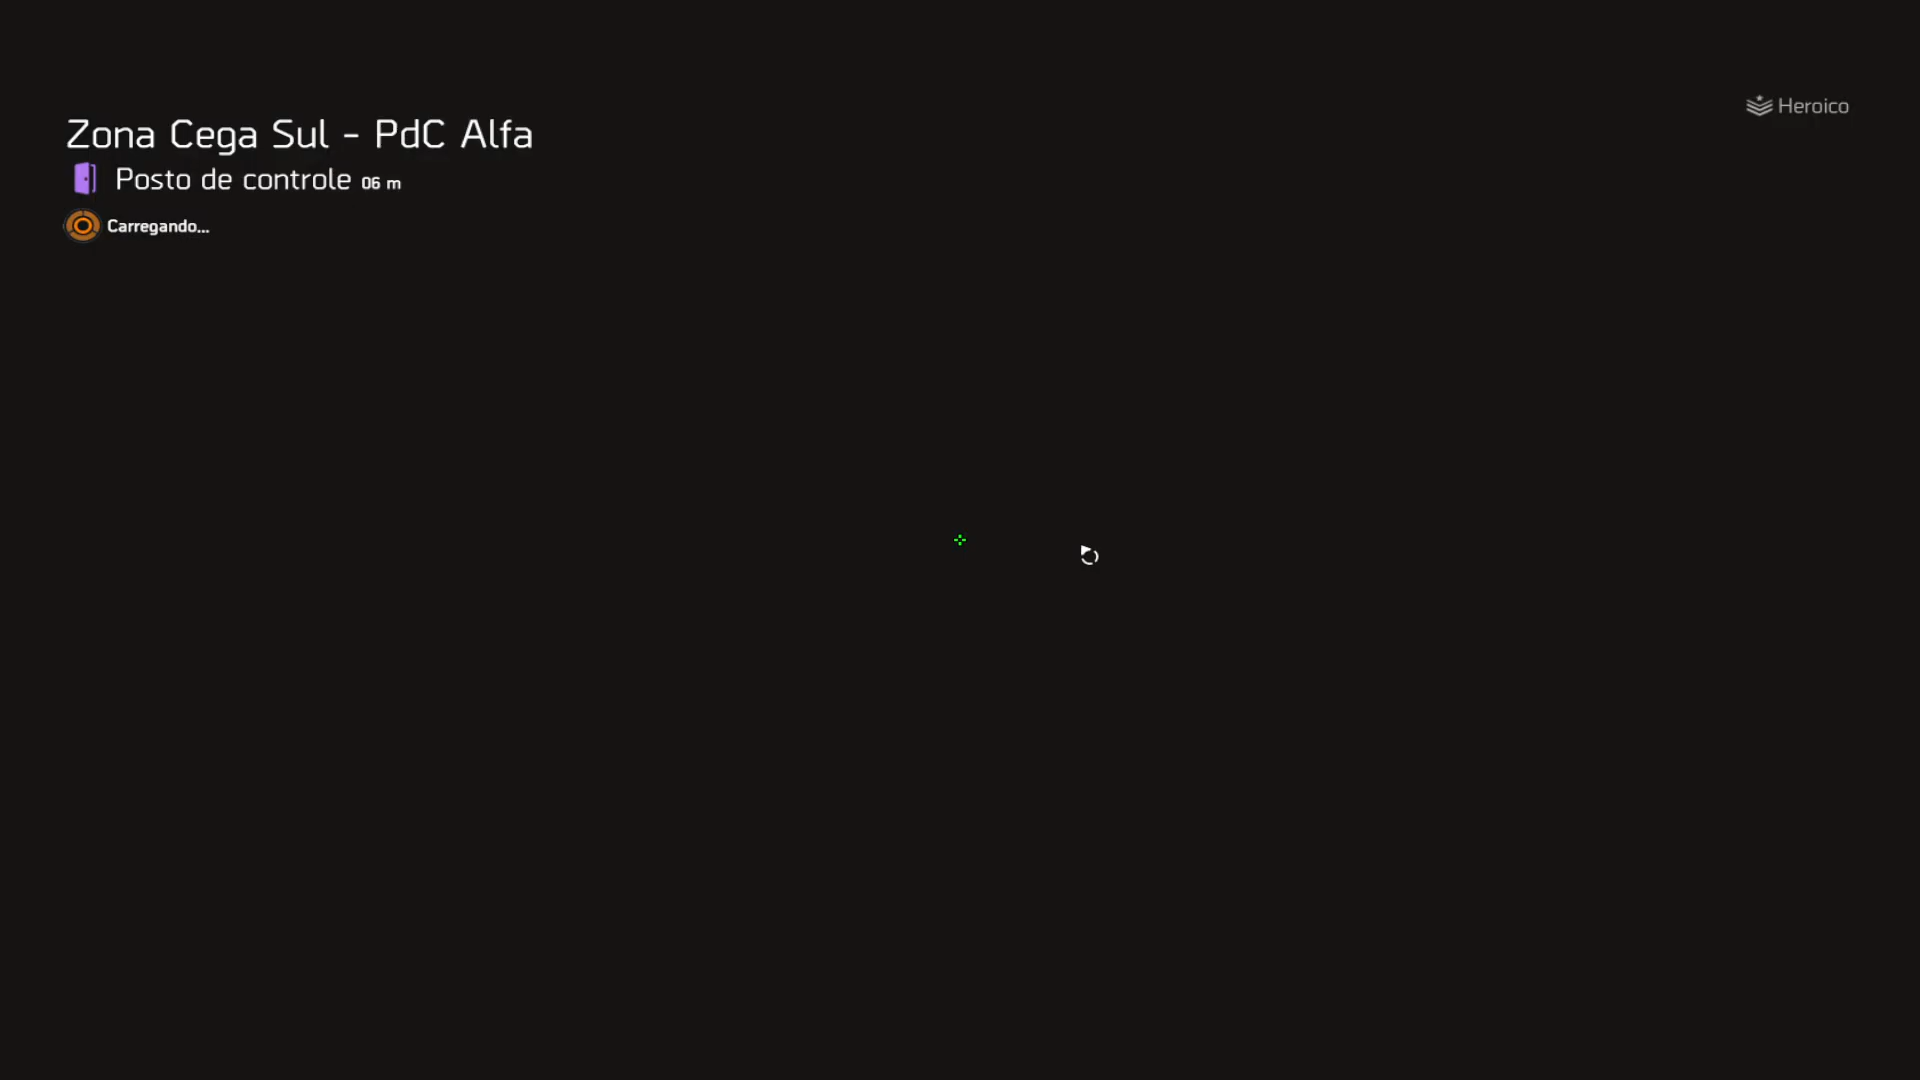 Zona Cega Sul - PdC Alfa
Heroico
Posto de controle 06 m
Carregando...